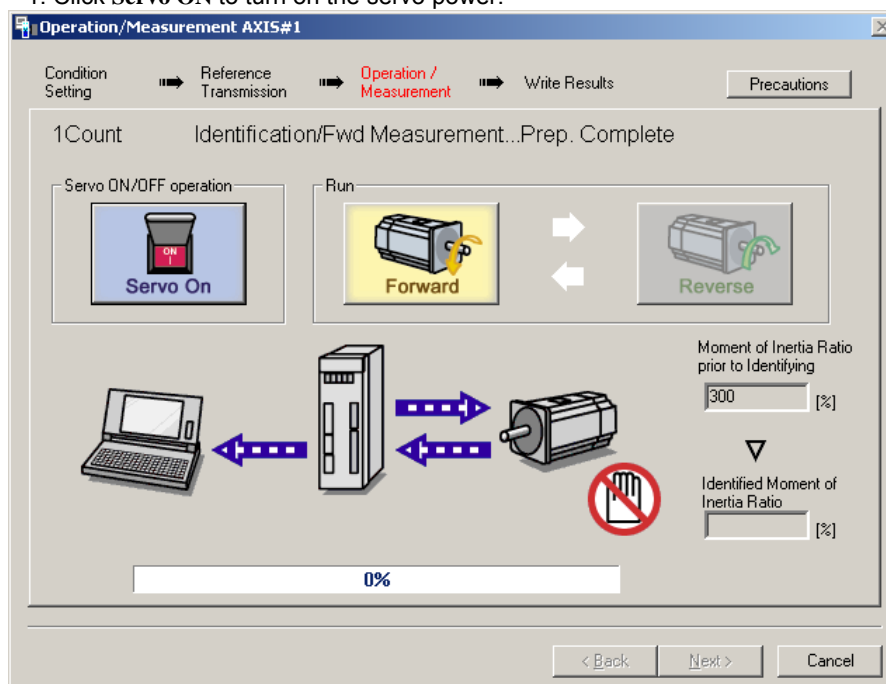 1. Click Servo ON to turn on the servo power.
Operation/Measurement AXIS#1
Condition Setting
Reference Transmission
Operation / Measurement
Write Results
Precautions
1Count Identification/Fwd Measurement...Prep. Complete
Servo ON/OFF operation
Run
ON
I
Servo On
Forward
Reverse
Moment of Inertia Ratio
prior to Identifying
300 [%]
Identified Moment of
Inertia Ratio
[%]
0%
< Back
Next >
Cancel